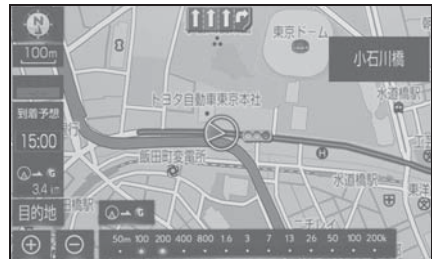 N
100m
東京ドーム
小石川橋
水道橋駅
トヨタ自動車東京本社
到着予想
15:00
飯田町変電所
3.4 km
水道橋
目的地
50m 100 200 400 800 1.6 3 7 13 26 50 100 200k